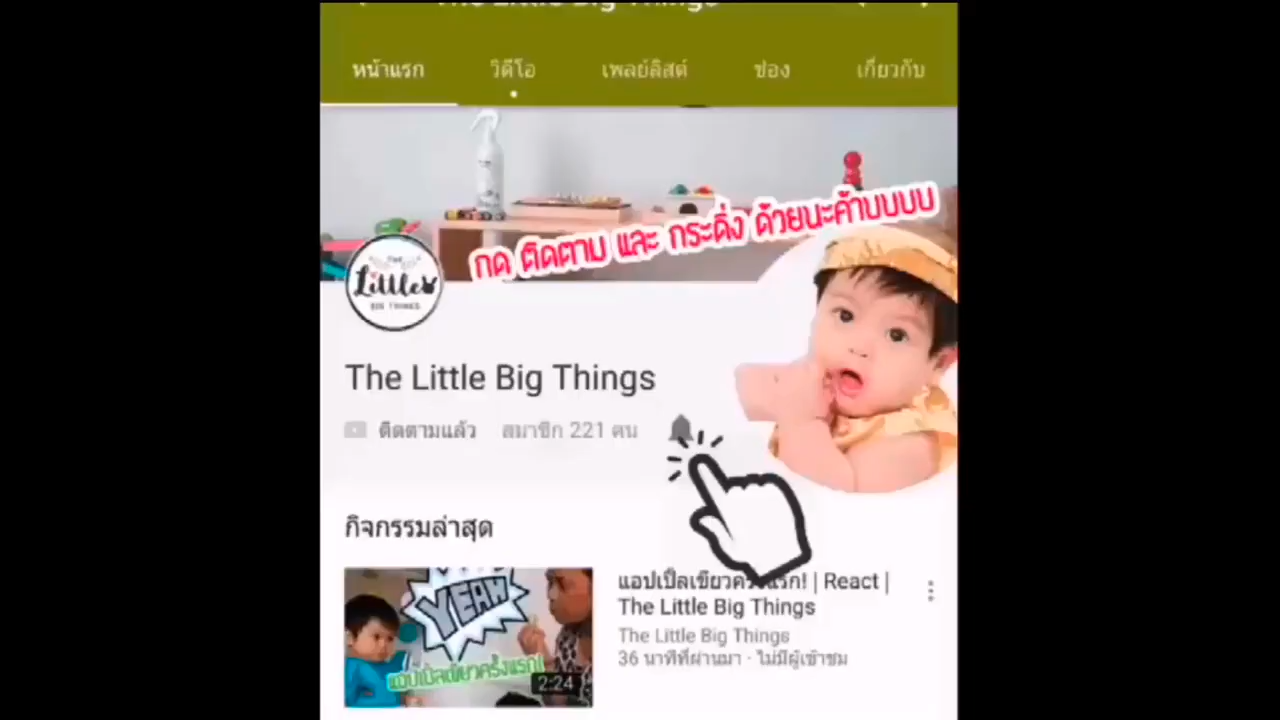 The Little Big Things
หน้าแรก วิดีโอ เพลย์ลิสต์ ช่อง เกี่ยวกับ
กด ติดตาม และ กระดิ่ง ด้วยนะค้าบบบบ
THE
Little
BIG THINGS
The Little Big Things
ติดตามแล้ว สมาชิก 221 คน
กิจกรรมล่าสุด
YEAH
แอปเปิ้ลเขียวครั้งแรก!
2:24
แอปเปิ้ลเขียวครั้งแรก! | React |
The Little Big Things
The Little Big Things
36 นาทีที่ผ่านมา · ไม่มีผู้เข้าชม